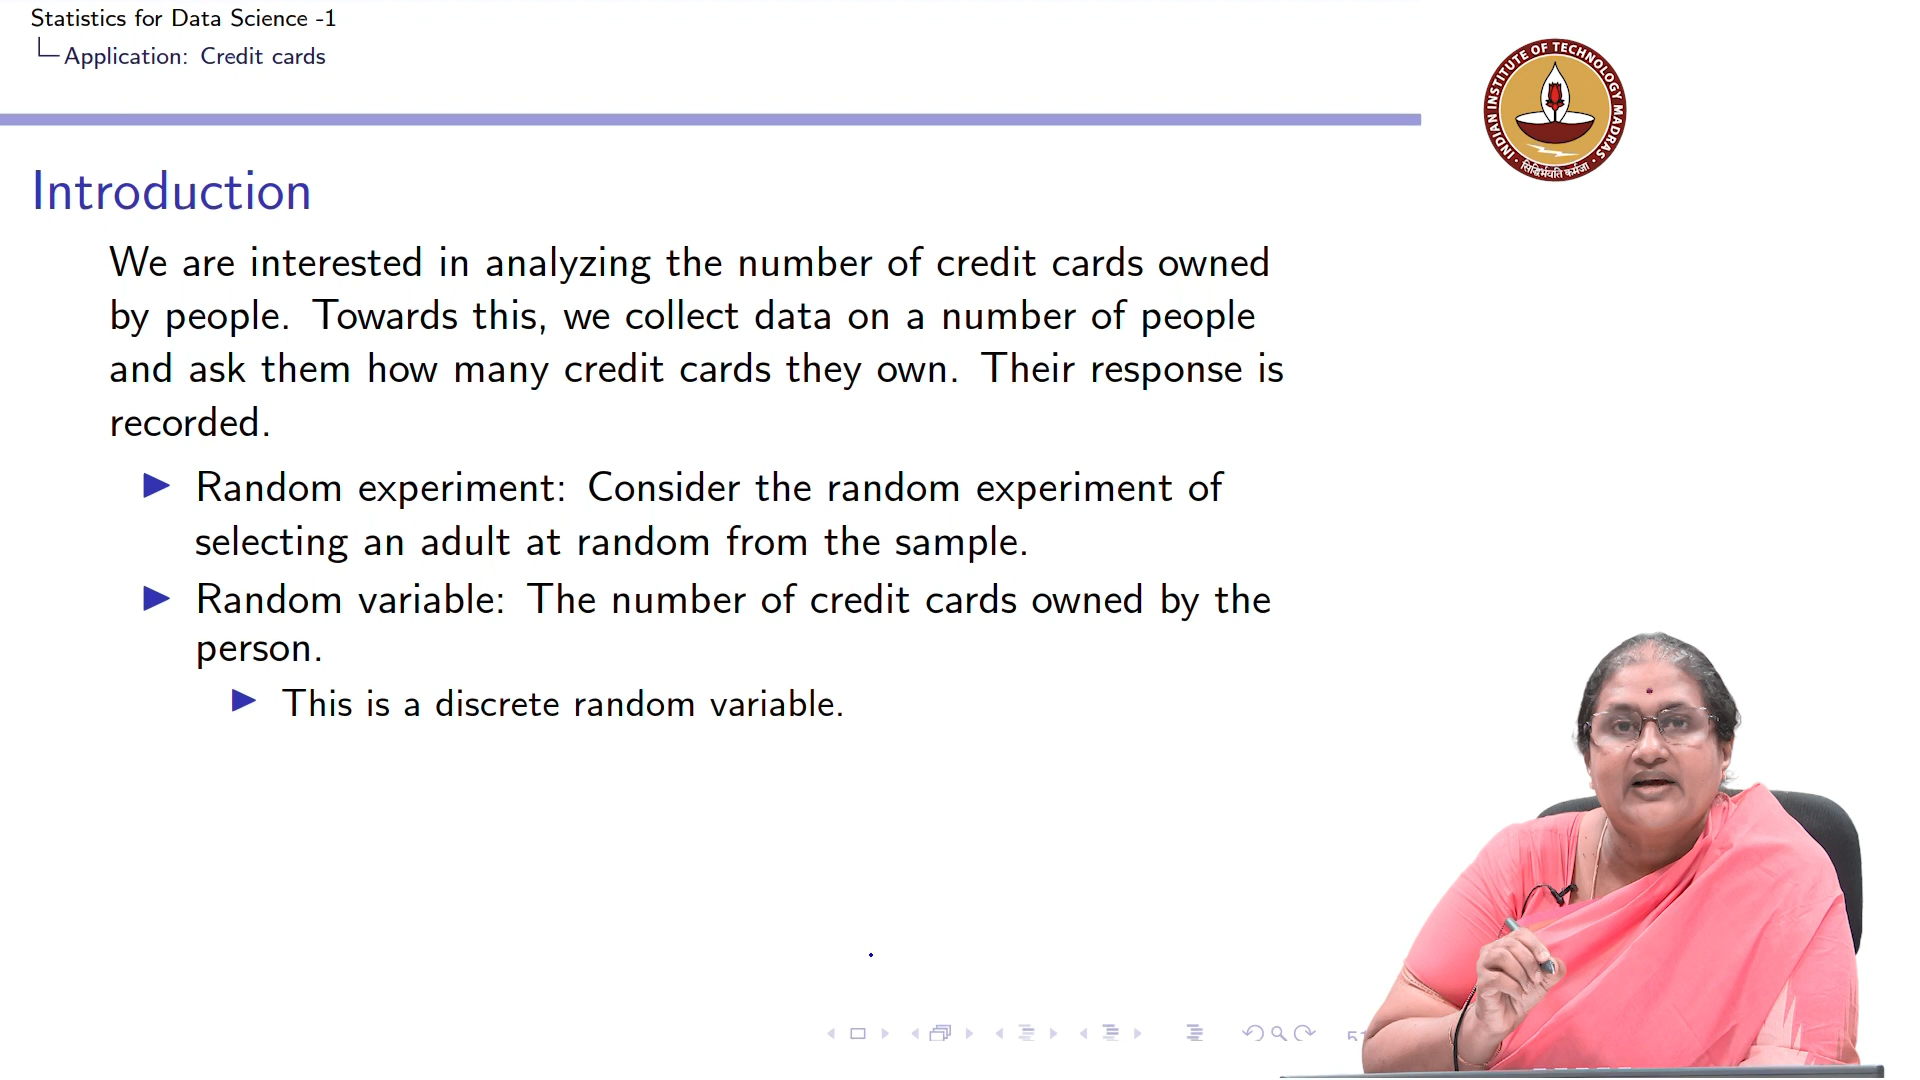 Statistics for Data Science -1
Application: Credit cards
INDIAN INSTITUTE OF TECHNOLOGY MADRAS
सिद्धिर्भवति कर्मजा
Introduction
We are interested in analyzing the number of credit cards owned
by people. Towards this, we collect data on a number of people
and ask them how many credit cards they own. Their response is
recorded.
Random experiment: Consider the random experiment of
selecting an adult at random from the sample.
Random variable: The number of credit cards owned by the
person.
This is a discrete random variable.